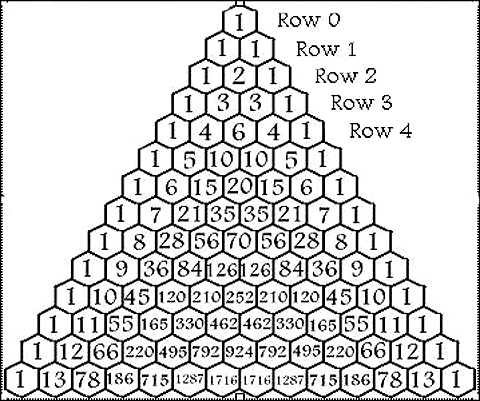 1 Row 0
1 1 Row 1
1 2 1 Row 2
1 3 3 1 Row 3
1 4 6 4 1 Row 4
1 5 10 10 5 1
1 6 15 20 15 6 1
1 7 21 35 35 21 7 1
1 8 28 56 70 56 28 8 1
1 9 36 84 126 126 84 36 9 1
1 10 45 120 210 252 210 120 45 10 1
1 11 55 165 330 462 462 330 165 55 11 1
1 12 66 220 495 792 924 792 495 220 66 12 1
1 13 78 186 715 1287 1716 1716 1287 715 186 78 13 1